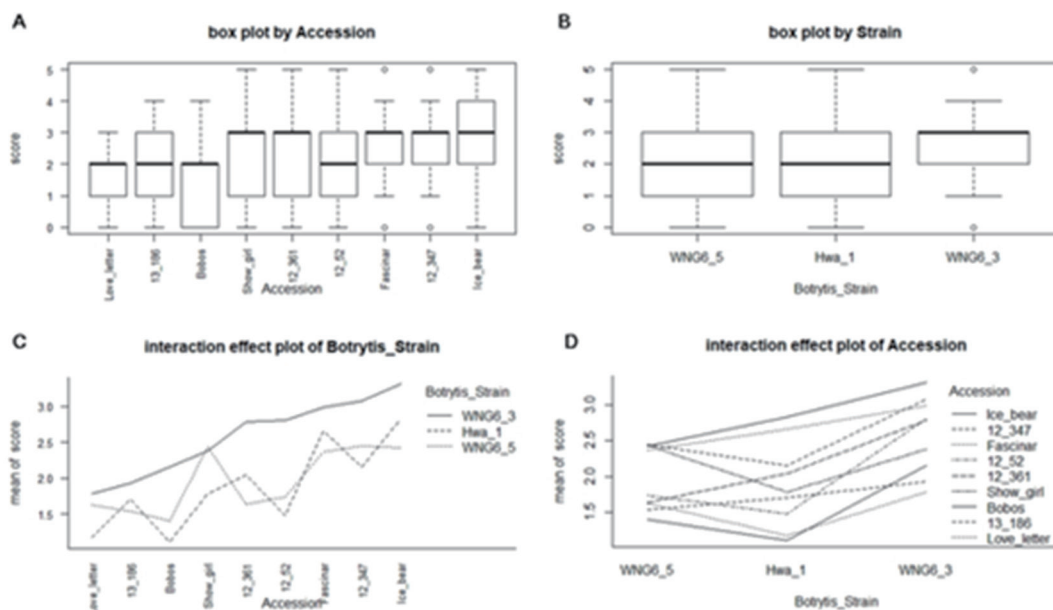 A
box plot by Accession
score
5
4
3
2
1
0
Love_letter
13_186
Bobos
Show_girl
12_361
12_52
Fascinar
12_347
Ice_bear
Accession
B
box plot by Strain
score
5
4
3
2
1
0
WNG6_5
Hwa_1
WNG6_3
Botrytis_Strain
C
interaction effect plot of Botrytis_Strain
mean of score
3.0
2.5
2.0
1.5
Botrytis_Strain
WNG6_3
Hwa_1
WNG6_5
Love_letter
13_186
Bobos
Show_girl
12_361
12_52
Fascinar
12_347
Ice_bear
Accession
D
interaction effect plot of Accession
mean of score
3.0
2.5
2.0
1.5
Accession
Ice_bear
12_347
Fascinar
12_52
12_361
Show_girl
Bobos
13_186
Love_letter
WNG6_5
Hwa_1
WNG6_3
Botrytis_Strain